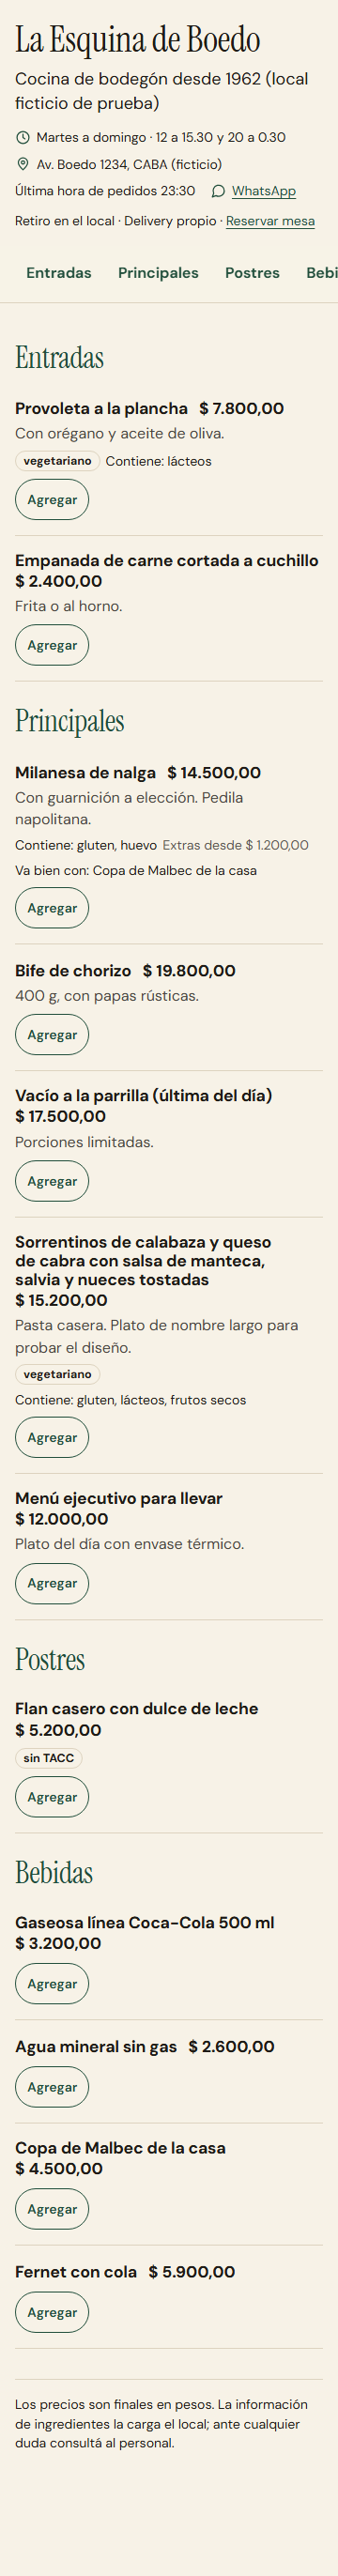 La Esquina de Boedo
Cocina de bodegón desde 1962 (local
ficticio de prueba)
Martes a domingo · 12 a 15.30 y 20 a 0.30
Av. Boedo 1234, CABA (ficticio)
Última hora de pedidos 23:30 WhatsApp
Retiro en el local · Delivery propio · Reservar mesa
Entradas Principales Postres Bebi
Entradas
Provoleta a la plancha $ 7.800,00
Con orégano y aceite de oliva.
vegetariano Contiene: lácteos
Agregar
Empanada de carne cortada a cuchillo
$ 2.400,00
Frita o al horno.
Agregar
Principales
Milanesa de nalga $ 14.500,00
Con guarnición a elección. Pedila
napolitana.
Contiene: gluten, huevo Extras desde $ 1.200,00
Va bien con: Copa de Malbec de la casa
Agregar
Bife de chorizo $ 19.800,00
400 g, con papas rústicas.
Agregar
Vacío a la parrilla (última del día)
$ 17.500,00
Porciones limitadas.
Agregar
Sorrentinos de calabaza y queso
de cabra con salsa de manteca,
salvia y nueces tostadas
$ 15.200,00
Pasta casera. Plato de nombre largo para
probar el diseño.
vegetariano
Contiene: gluten, lácteos, frutos secos
Agregar
Menú ejecutivo para llevar
$ 12.000,00
Plato del día con envase térmico.
Agregar
Postres
Flan casero con dulce de leche
$ 5.200,00
sin TACC
Agregar
Bebidas
Gaseosa línea Coca-Cola 500 ml
$ 3.200,00
Agregar
Agua mineral sin gas $ 2.600,00
Agregar
Copa de Malbec de la casa
$ 4.500,00
Agregar
Fernet con cola $ 5.900,00
Agregar
Los precios son finales en pesos. La información
de ingredientes la carga el local; ante cualquier
duda consultá al personal.